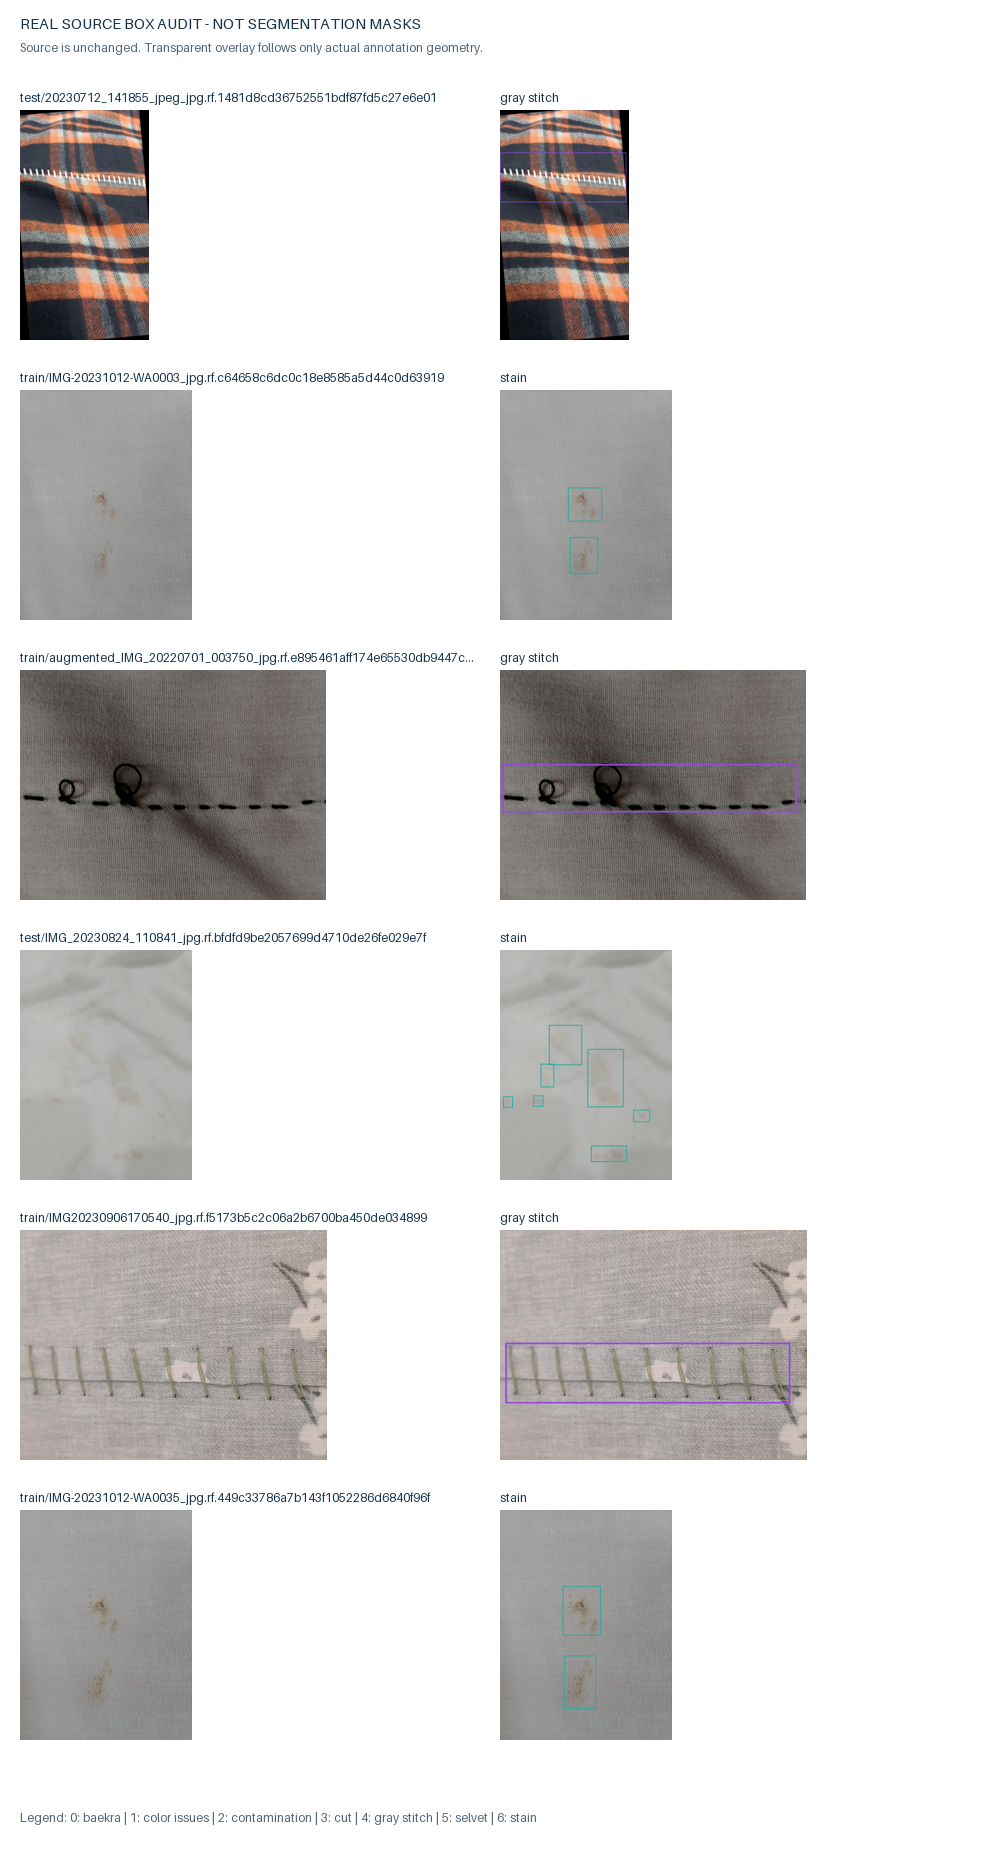 REAL SOURCE BOX AUDIT - NOT SEGMENTATION MASKS
Source is unchanged. Transparent overlay follows only actual annotation geometry.
test/20230712_141855_jpeg_jpg.rf.1481d8cd36752551bdf87fd5c27e6e01
gray stitch
train/IMG-20231012-WA0003_jpg.rf.c64658c6dc0c18e8585a5d44c0d63919
stain
train/augmented_IMG_20220701_003750_jpg.rf.e895461aff174e65530db9447c...
gray stitch
test/IMG_20230824_110841_jpg.rf.bfdfd9be2057699d4710de26fe029e7f
stain
train/IMG20230906170540_jpg.rf.f5173b5c2c06a2b6700ba450de034899
gray stitch
train/IMG-20231012-WA0035_jpg.rf.449c33786a7b143f1052286d6840f96f
stain
Legend: 0: baekra | 1: color issues | 2: contamination | 3: cut | 4: gray stitch | 5: selvet | 6: stain